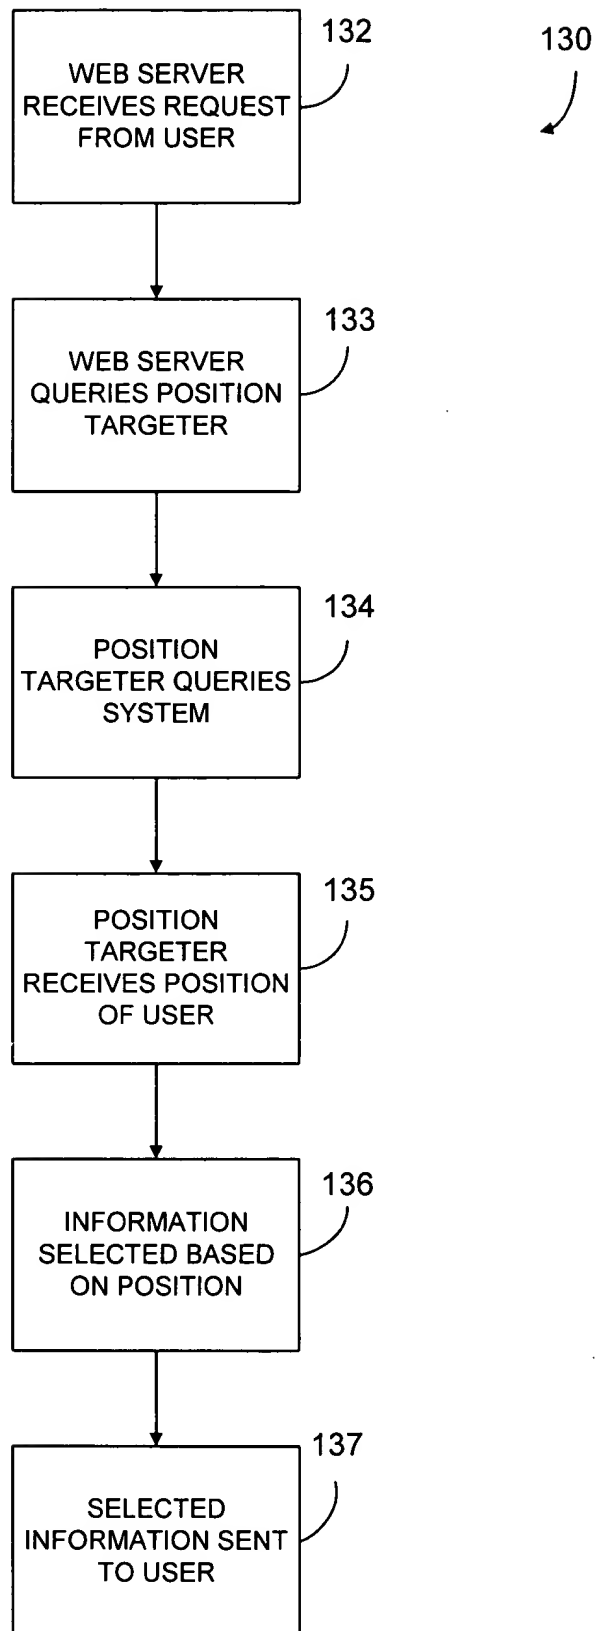 132
130
WEB SERVER
RECEIVES REQUEST
FROM USER
133
WEB SERVER
QUERIES POSITION
TARGETER
134
POSITION
TARGETER QUERIES
SYSTEM
135
POSITION
TARGETER
RECEIVES POSITION
OF USER
136
INFORMATION
SELECTED BASED
ON POSITION
137
SELECTED
INFORMATION SENT
TO USER